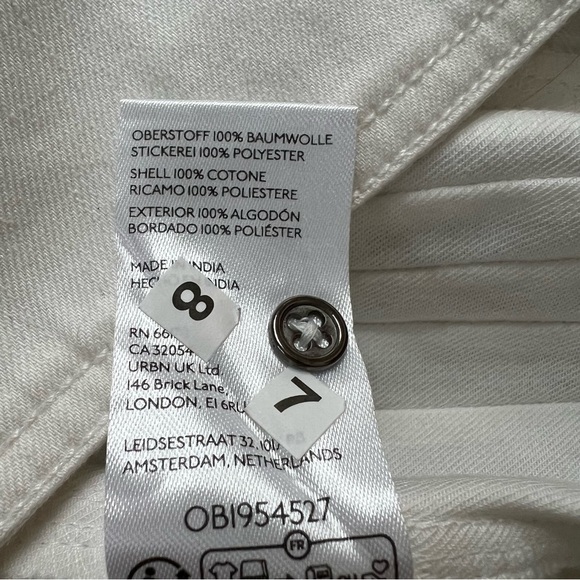 OBERSTOFF 100% BAUMWOLLE
STICKEREI 100% POLYESTER
SHELL 100% COTONE
RICAMO 100% POLIESTERE
EXTERIOR 100% ALGODÓN
BORDADO 100% POLIÉSTER
MADE INDIA
8
RN
CA 32054
URBN UK Ltd
146 Brick Lane,
LONDON, E1 6RU
7
LEIDSESTRAAT 32,
AMSTERDAM, NETHERLANDS
OB1954527
FR